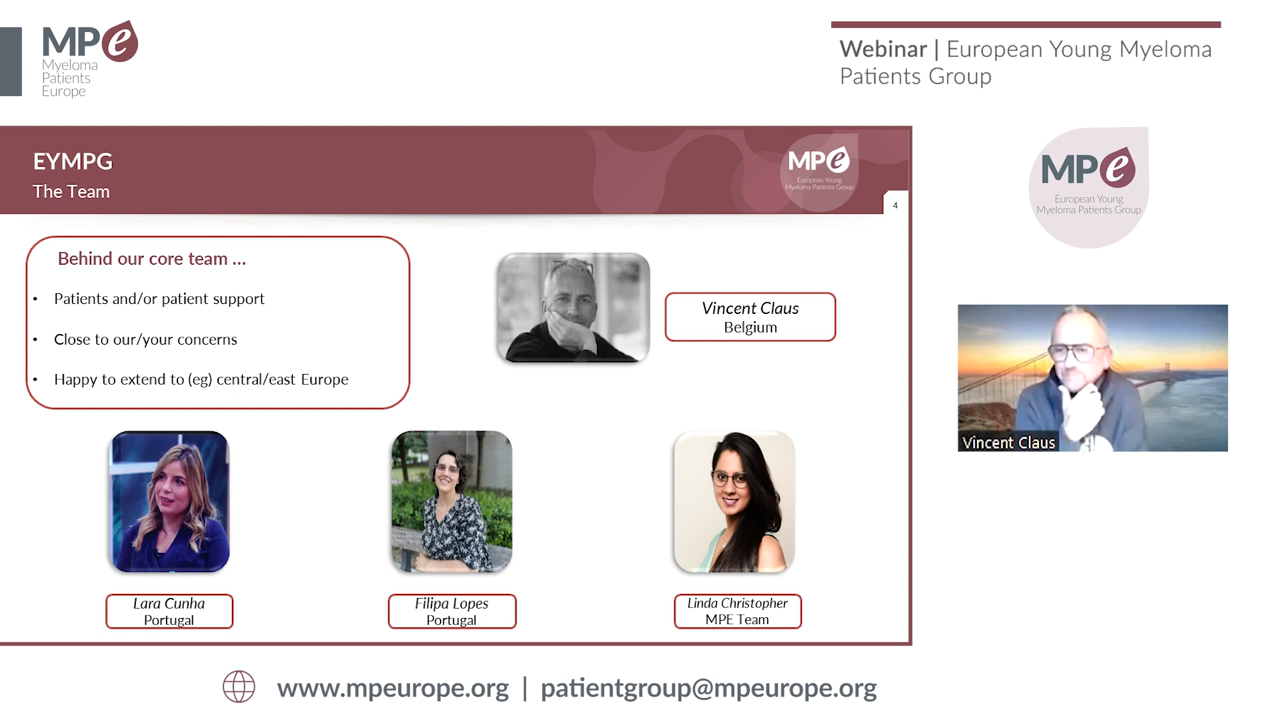 MPe
Myeloma
Patients
Europe
Webinar | European Young Myeloma
Patients Group
EYMPG
The Team
MPe
European Young
Myeloma Patients Group
4
MPe
European Young
Myeloma Patients Group
Behind our core team ...
• Patients and/or patient support
• Close to our/your concerns
• Happy to extend to (eg) central/east Europe
Vincent Claus
Belgium
Vincent Claus
Lara Cunha
Portugal
Filipa Lopes
Portugal
Linda Christopher
MPE Team
www.mpeurope.org | patientgroup@mpeurope.org